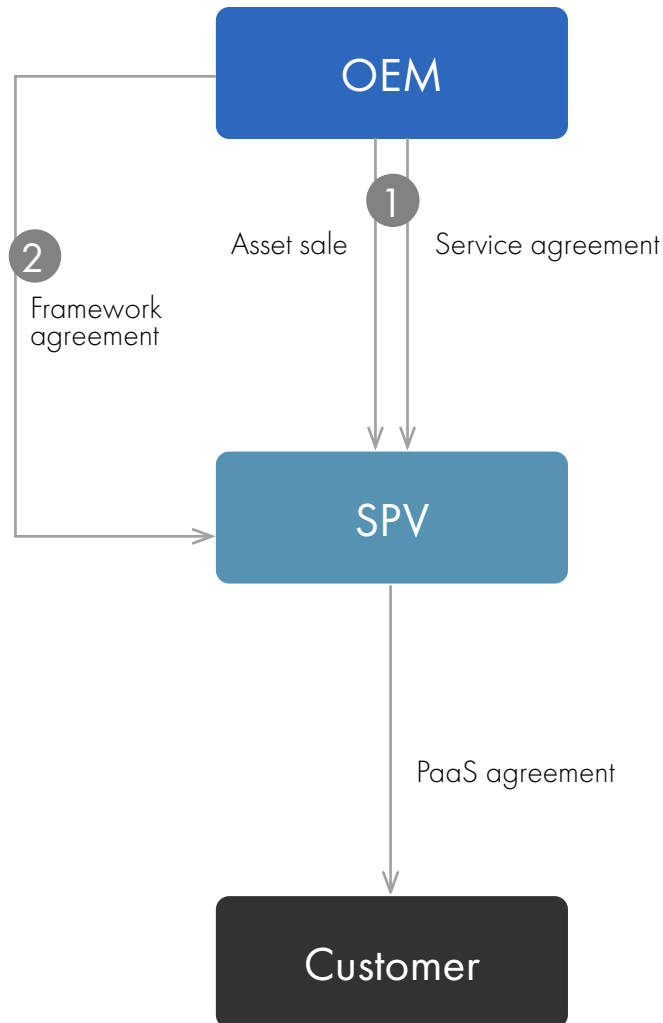 OEM
1
Asset sale
Service agreement
2
Framework
agreement
SPV
PaaS agreement
Customer